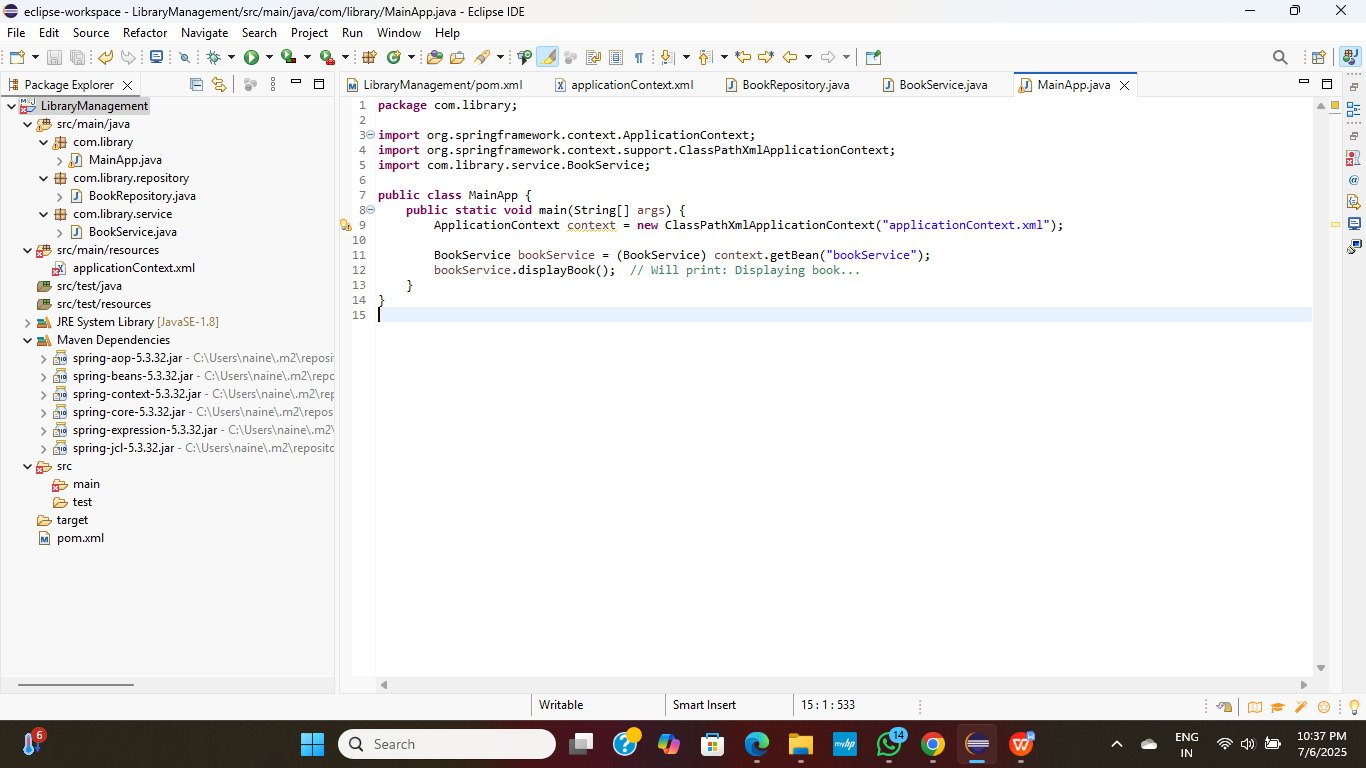 eclipse-workspace - LibraryManagement/src/main/java/com/library/MainApp.java - Eclipse IDE
File Edit Source Refactor Navigate Search Project Run Window Help
Package Explorer
LibraryManagement
src/main/java
com.library
MainApp.java
com.library.repository
BookRepository.java
com.library.service
BookService.java
src/main/resources
applicationContext.xml
src/test/java
src/test/resources
JRE System Library [JavaSE-1.8]
Maven Dependencies
spring-aop-5.3.32.jar - C:\Users\naine\.m2\reposit
spring-beans-5.3.32.jar - C:\Users\naine\.m2\repo
spring-context-5.3.32.jar - C:\Users\naine\.m2\rep
spring-core-5.3.32.jar - C:\Users\naine\.m2\repos
spring-expression-5.3.32.jar - C:\Users\naine\.m2\
spring-jcl-5.3.32.jar - C:\Users\naine\.m2\reposito
src
main
test
target
pom.xml
LibraryManagement/pom.xml applicationContext.xml BookRepository.java BookService.java MainApp.java
1 package com.library;
2
3 import org.springframework.context.ApplicationContext;
4 import org.springframework.context.support.ClassPathXmlApplicationContext;
5 import com.library.service.BookService;
6
7 public class MainApp {
8 public static void main(String[] args) {
9 ApplicationContext context = new ClassPathXmlApplicationContext("applicationContext.xml");
10
11 BookService bookService = (BookService) context.getBean("bookService");
12 bookService.displayBook();  // Will print: Displaying book...
13 }
14 }
15
Writable Smart Insert 15 : 1 : 533
6
Search
myhp
14
ENG
IN
10:37 PM
7/6/2025